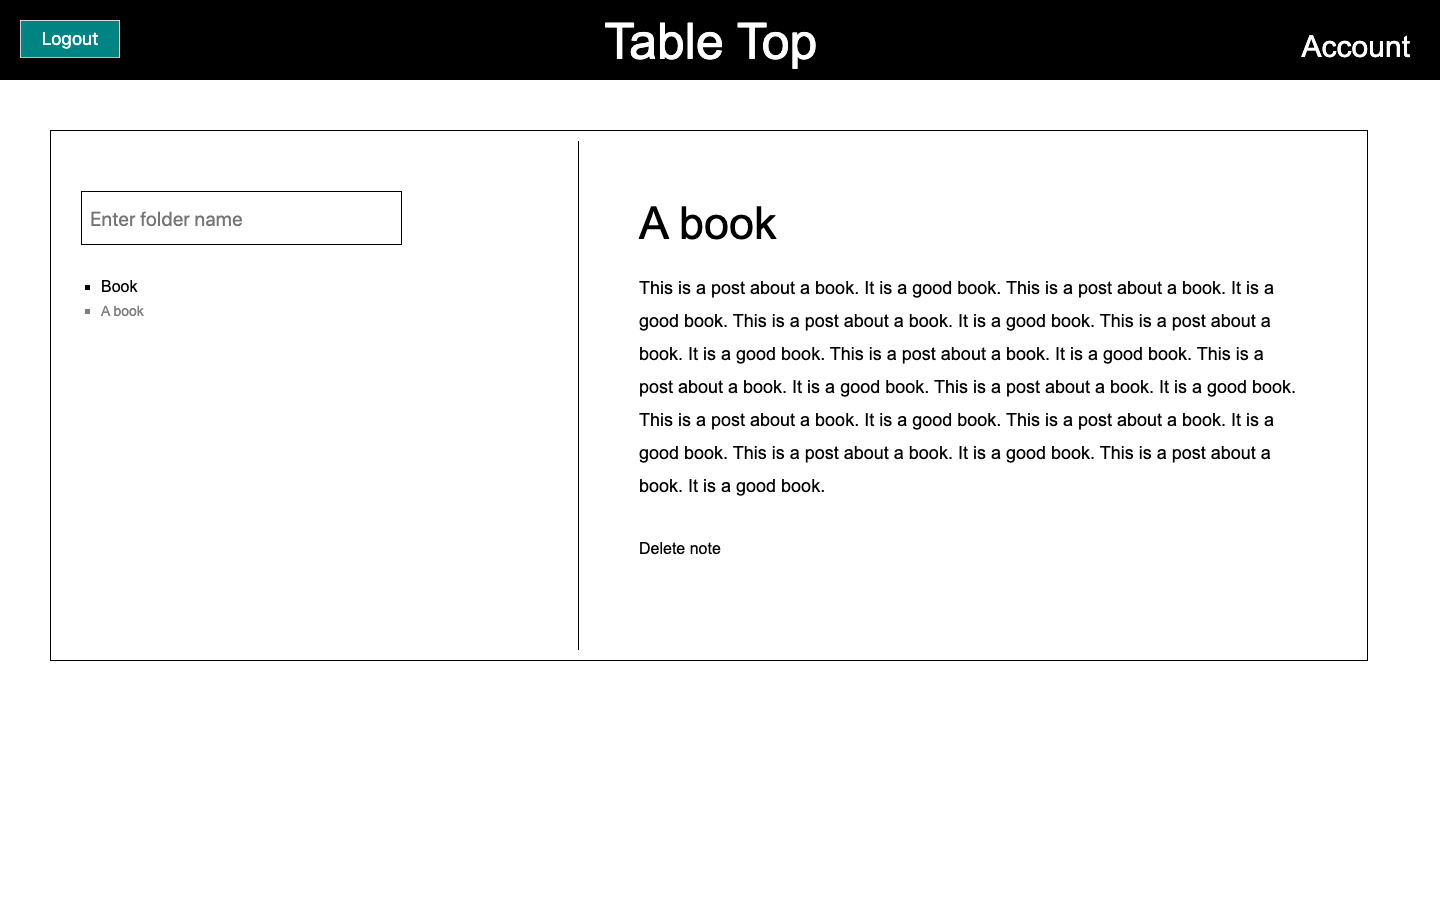 Logout
Table Top
Account
Enter folder name
Book
A book
A book
This is a post about a book. It is a good book. This is a post about a book. It is a
good book. This is a post about a book. It is a good book. This is a post about a
book. It is a good book. This is a post about a book. It is a good book. This is a
post about a book. It is a good book. This is a post about a book. It is a good book.
This is a post about a book. It is a good book. This is a post about a book. It is a
good book. This is a post about a book. It is a good book. This is a post about a
book. It is a good book.
Delete note